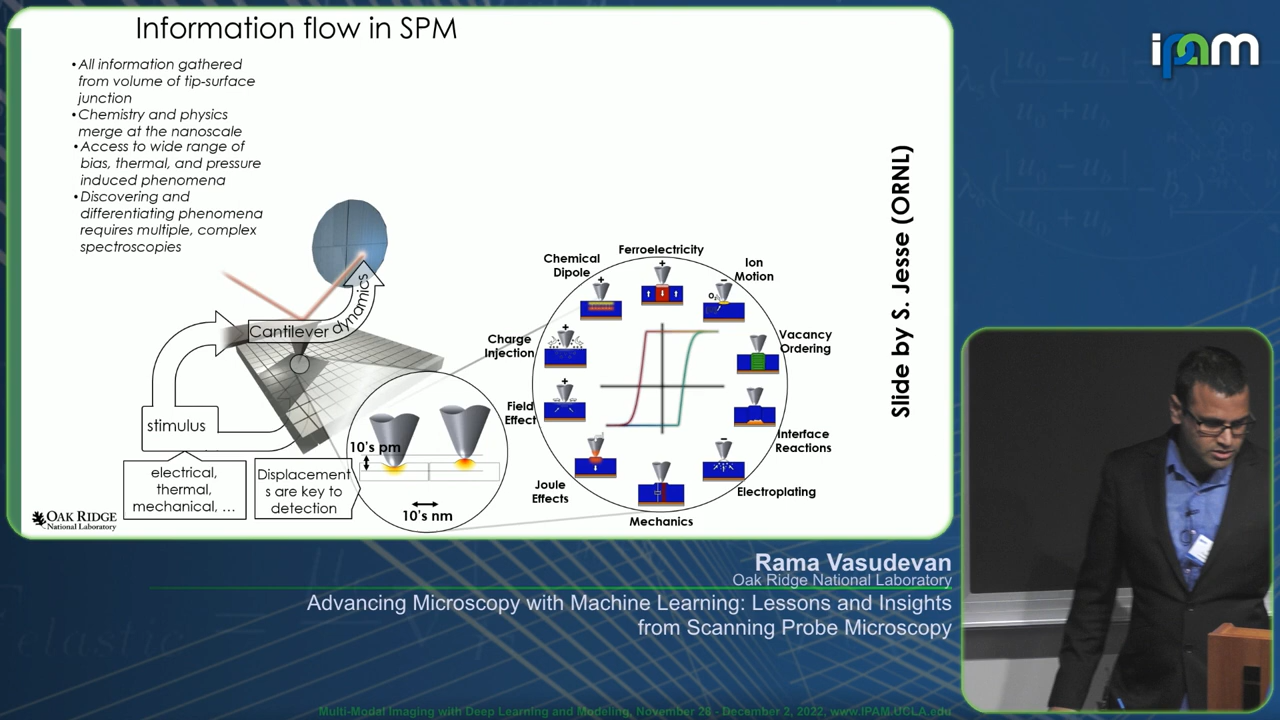 Information flow in SPM
•All information gathered
from volume of tip-surface
junction
•Chemistry and physics
merge at the nanoscale
•Access to wide range of
bias, thermal, and pressure
induced phenomena
•Discovering and
differentiating phenomena
requires multiple, complex
spectroscopies
Cantilever dynamics
stimulus
electrical,
thermal,
mechanical, …
Displacement
s are key to
detection
10's pm
10's nm
Ferroelectricity
Chemical
Dipole
Ion
Motion
Charge
Injection
Vacancy
Ordering
Field
Effect
Interface
Reactions
Joule
Effects
Electroplating
Mechanics
Slide by S. Jesse (ORNL)
OAK RIDGE
National Laboratory
ipam
Rama Vasudevan
Oak Ridge National Laboratory
Advancing Microscopy with Machine Learning: Lessons and Insights
from Scanning Probe Microscopy
Multi-Modal Imaging with Deep Learning and Modeling, November 28 - December 2, 2022, www.IPAM.UCLA.edu